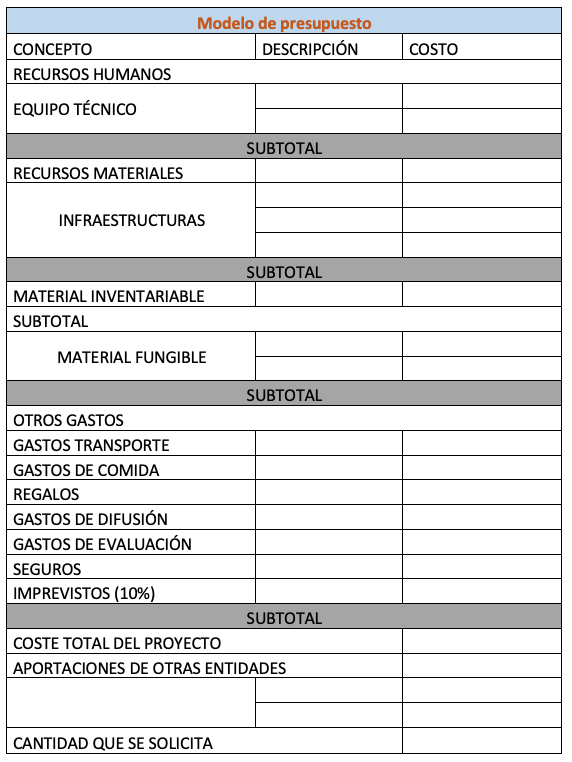 Modelo de presupuesto
CONCEPTO DESCRIPCIÓN COSTO
RECURSOS HUMANOS
EQUIPO TÉCNICO
SUBTOTAL
RECURSOS MATERIALES
INFRAESTRUCTURAS
SUBTOTAL
MATERIAL INVENTARIABLE
SUBTOTAL
MATERIAL FUNGIBLE
SUBTOTAL
OTROS GASTOS
GASTOS TRANSPORTE
GASTOS DE COMIDA
REGALOS
GASTOS DE DIFUSIÓN
GASTOS DE EVALUACIÓN
SEGUROS
IMPREVISTOS (10%)
SUBTOTAL
COSTE TOTAL DEL PROYECTO
APORTACIONES DE OTRAS ENTIDADES
CANTIDAD QUE SE SOLICITA